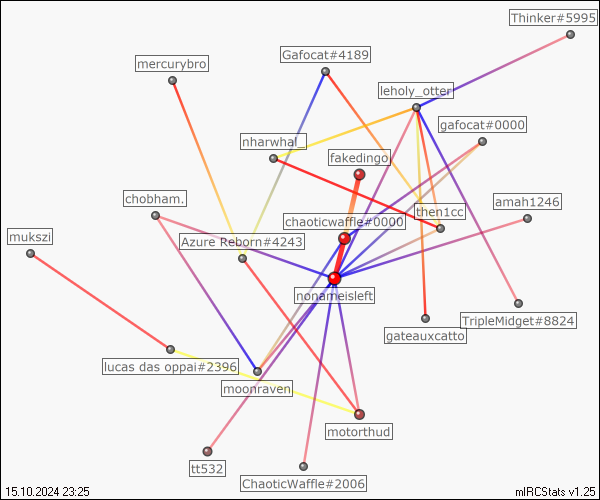 Thinker#5995
Gafocat#4189
mercurybro
leholy_otter
gafocat#0000
nharwhal_
fakedingo
chobham.
amah1246
then1cc
chaoticwaffle#0000
mukszi
Azure Reborn#4243
nonameisleft
TripleMidget#8824
gateauxcatto
lucas das oppai#2396
moonraven
motorthud
tt532
ChaoticWaffle#2006
15.10.2024 23:25
mIRCStats v1.25